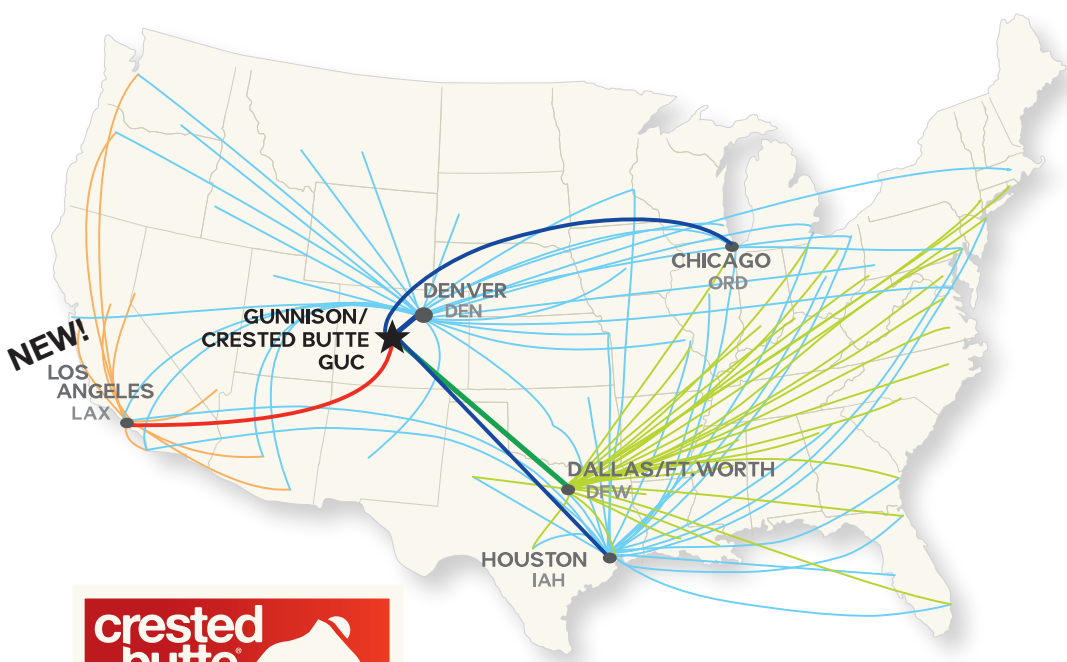 CHICAGO
ORD
DENVER
DEN
GUNNISON/
CRESTED BUTTE
GUC
NEW!
LOS
ANGELES
LAX
DALLAS/FT.WORTH
DFW
HOUSTON
IAH
crested
butte®